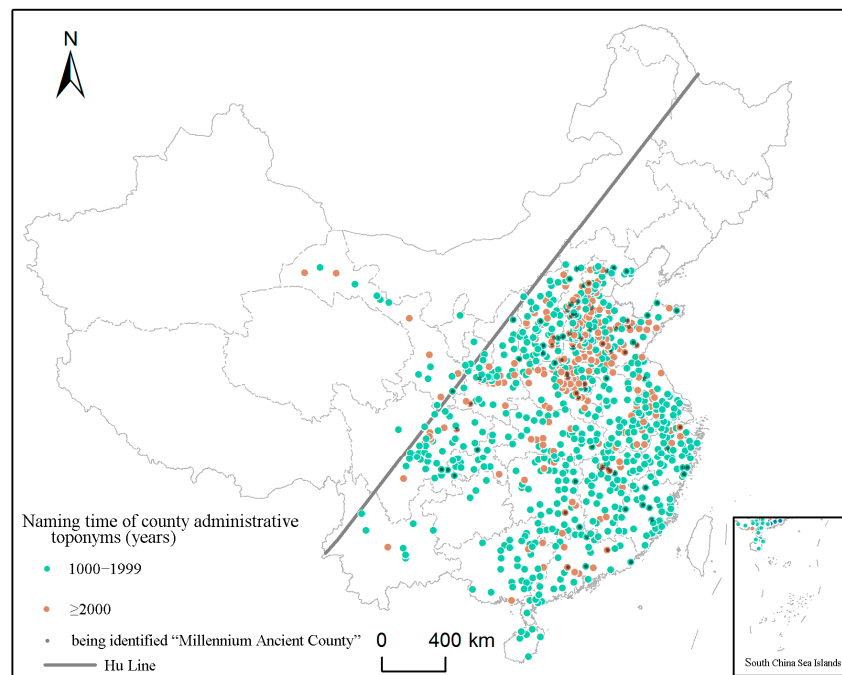 N
Naming time of county administrative
toponyms (years)
1000−1999
≥2000
being identified “Millennium Ancient County”
Hu Line
0 400 km
South China Sea Islands